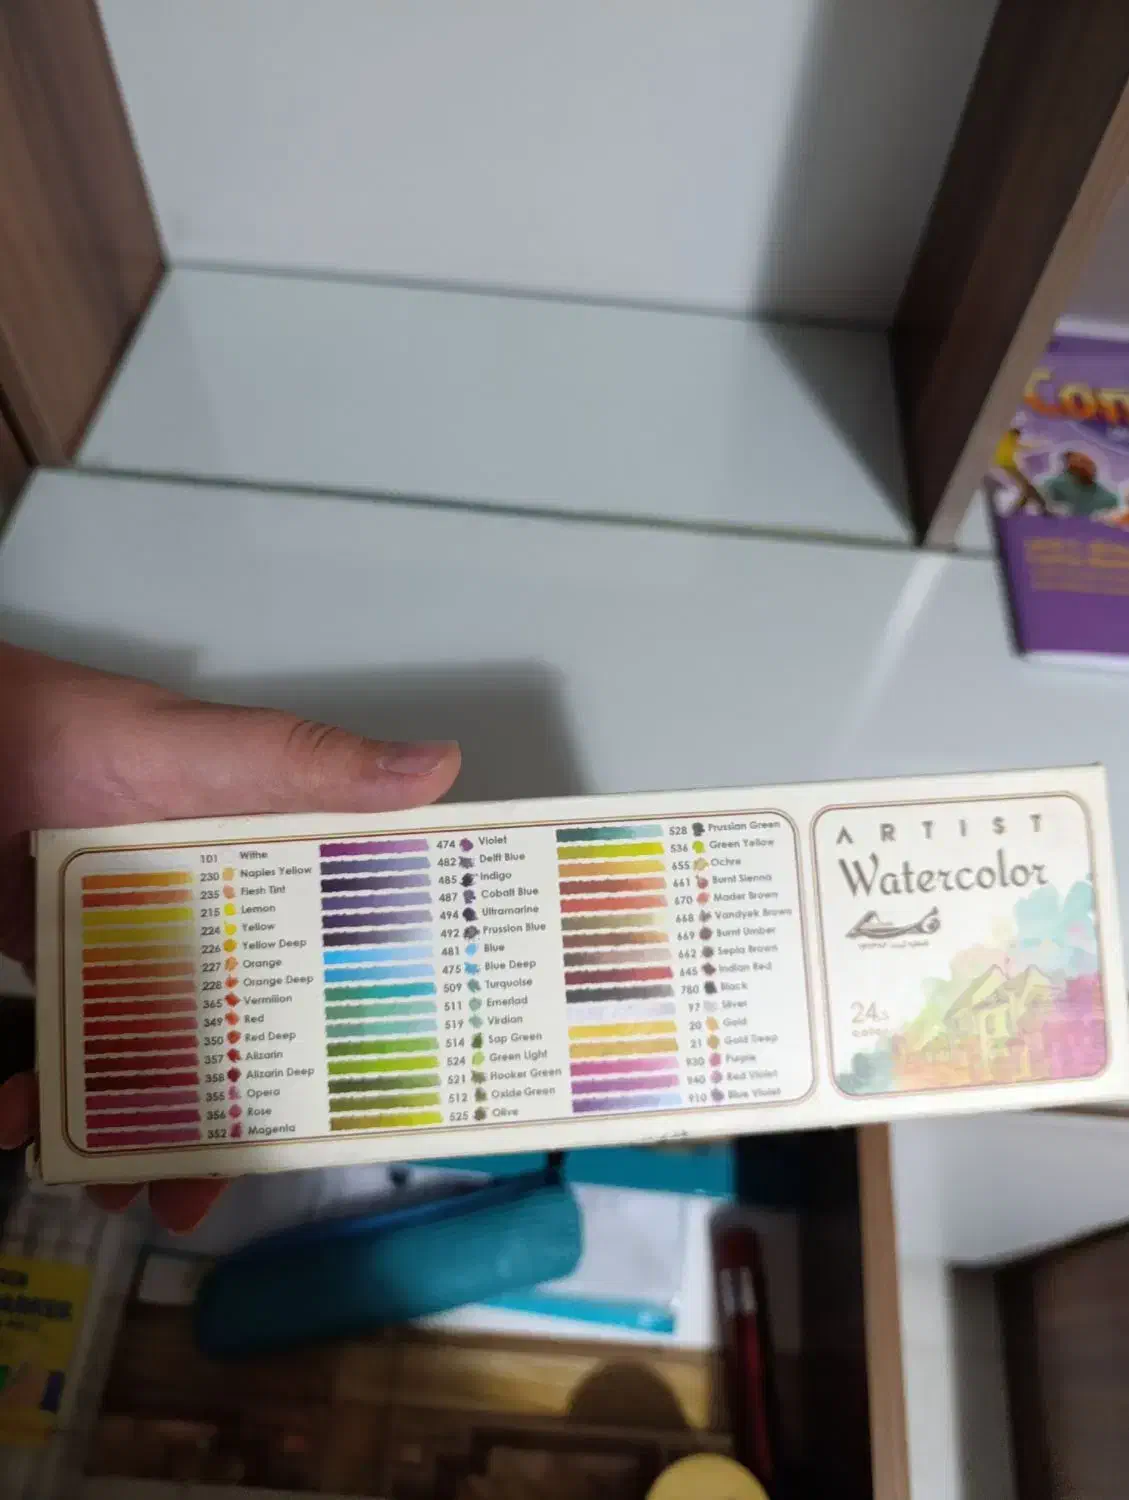 101 Withe
230 Naples Yellow
235 Flesh Tint
215 Lemon
224 Yellow
226 Yellow Deep
227 Orange
228 Orange Deep
365 Vermilion
349 Red
350 Red Deep
357 Alizarin
358 Alizarin Deep
355 Opera
356 Rose
352 Magenta
474 Violet
482 Delft Blue
485 Indigo
487 Cobalt Blue
494 Ultramarine
492 Prussion Blue
481 Blue
475 Blue Deep
509 Turquoise
511 Emerlad
519 Viridian
514 Sap Green
524 Green Light
521 Hooker Green
512 Oxide Green
525 Olive
528 Prussian Green
536 Green Yellow
655 Ochre
661 Burnt Sienna
670 Mader Brown
668 Vandyek Brown
669 Burnt Umber
662 Sepia Brown
645 Indian Red
780 Black
97 Silver
20 Gold
21 Gold Deep
930 Purple
940 Red Violet
910 Blue Violet
ARTIST
Watercolor
24s
color
Con